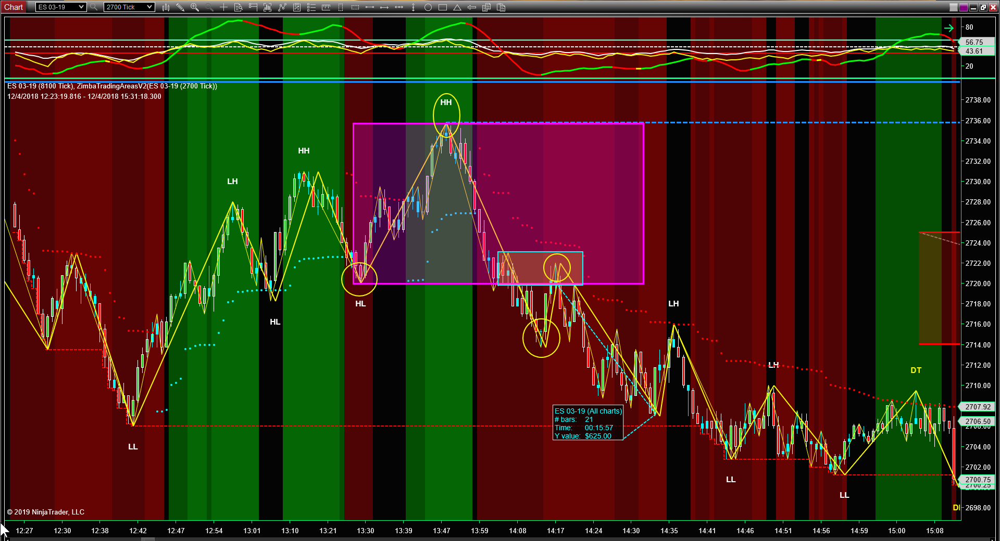 Chart ES 03-19 2700 Tick
80
56.75
43.61
20
ES 03-19 (8100 Tick), ZimbaTradingAreasV2(ES 03-19 (2700 Tick))
12/4/2018 12:23:19.816 - 12/4/2018 15:31:18.300
HH
HH
LH
HL
HL
LH
LH
DT
LL
LL
LL
DI
2738.00
2736.00
2734.00
2732.00
2730.00
2728.00
2726.00
2724.00
2722.00
2720.00
2718.00
2716.00
2714.00
2712.00
2710.00
2707.92
2706.50
2706.00
2704.00
2702.00
2700.75
2700.25
2698.00
ES 03-19 (All charts)
# bars: 21
Time: 00:15:57
Y value: $625.00
© 2019 NinjaTrader, LLC
12:27 12:30 12:38 12:42 12:47 12:54 13:01 13:10 13:21 13:30 13:39 13:47 13:59 14:08 14:17 14:24 14:30 14:35 14:41 14:46 14:51 14:56 14:59 15:00 15:08